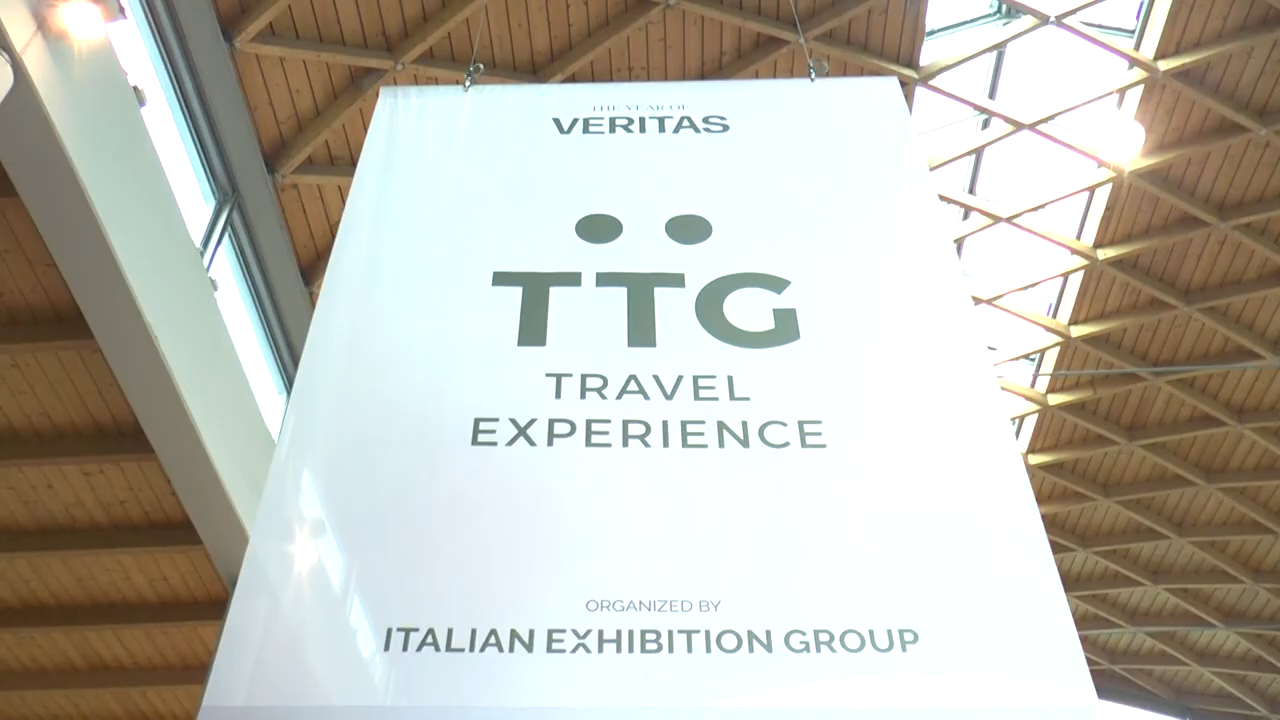 THE YEAR OF
VERITAS
TTG
TRAVEL
EXPERIENCE
ORGANIZED BY
ITALIAN EXHIBITION GROUP